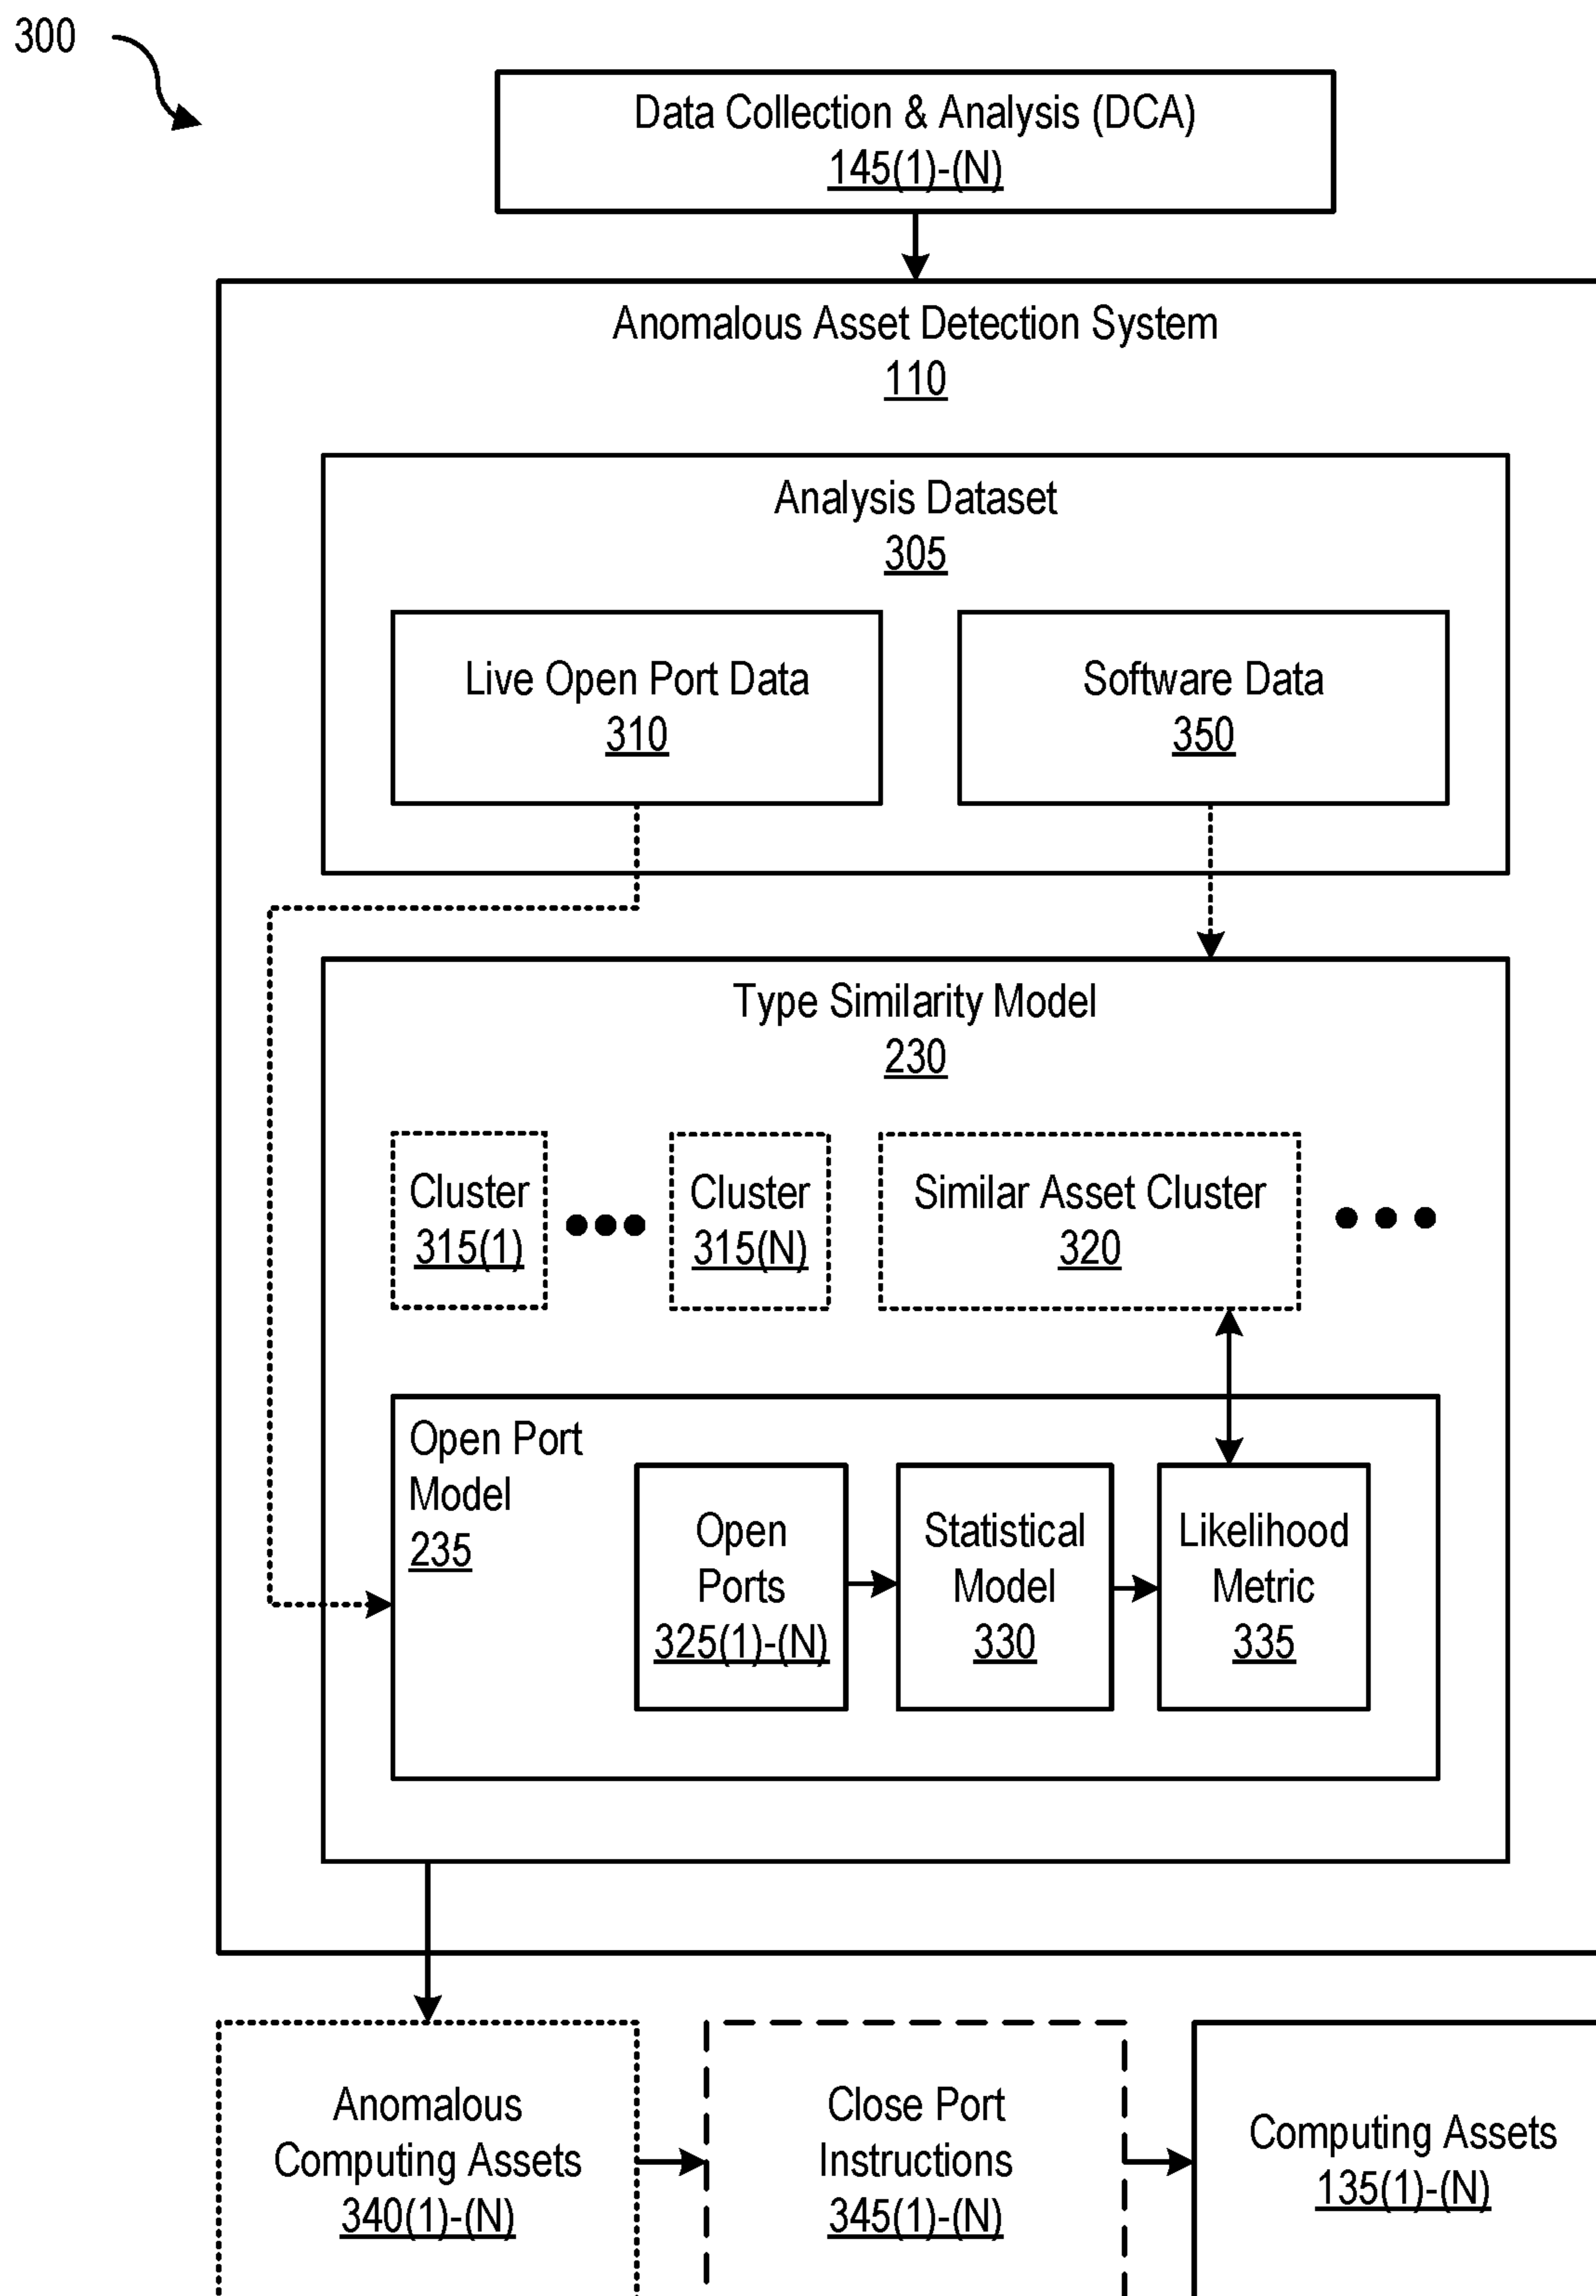 300
Data Collection & Analysis (DCA)
145(1)-(N)
Anomalous Asset Detection System
110
Analysis Dataset
305
Live Open Port Data
310
Software Data
350
Type Similarity Model
230
Cluster
315(1)
Cluster
315(N)
Similar Asset Cluster
320
Open Port
Model
235
Open
Ports
325(1)-(N)
Statistical
Model
330
Likelihood
Metric
335
Anomalous
Computing Assets
340(1)-(N)
Close Port
Instructions
345(1)-(N)
Computing Assets
135(1)-(N)